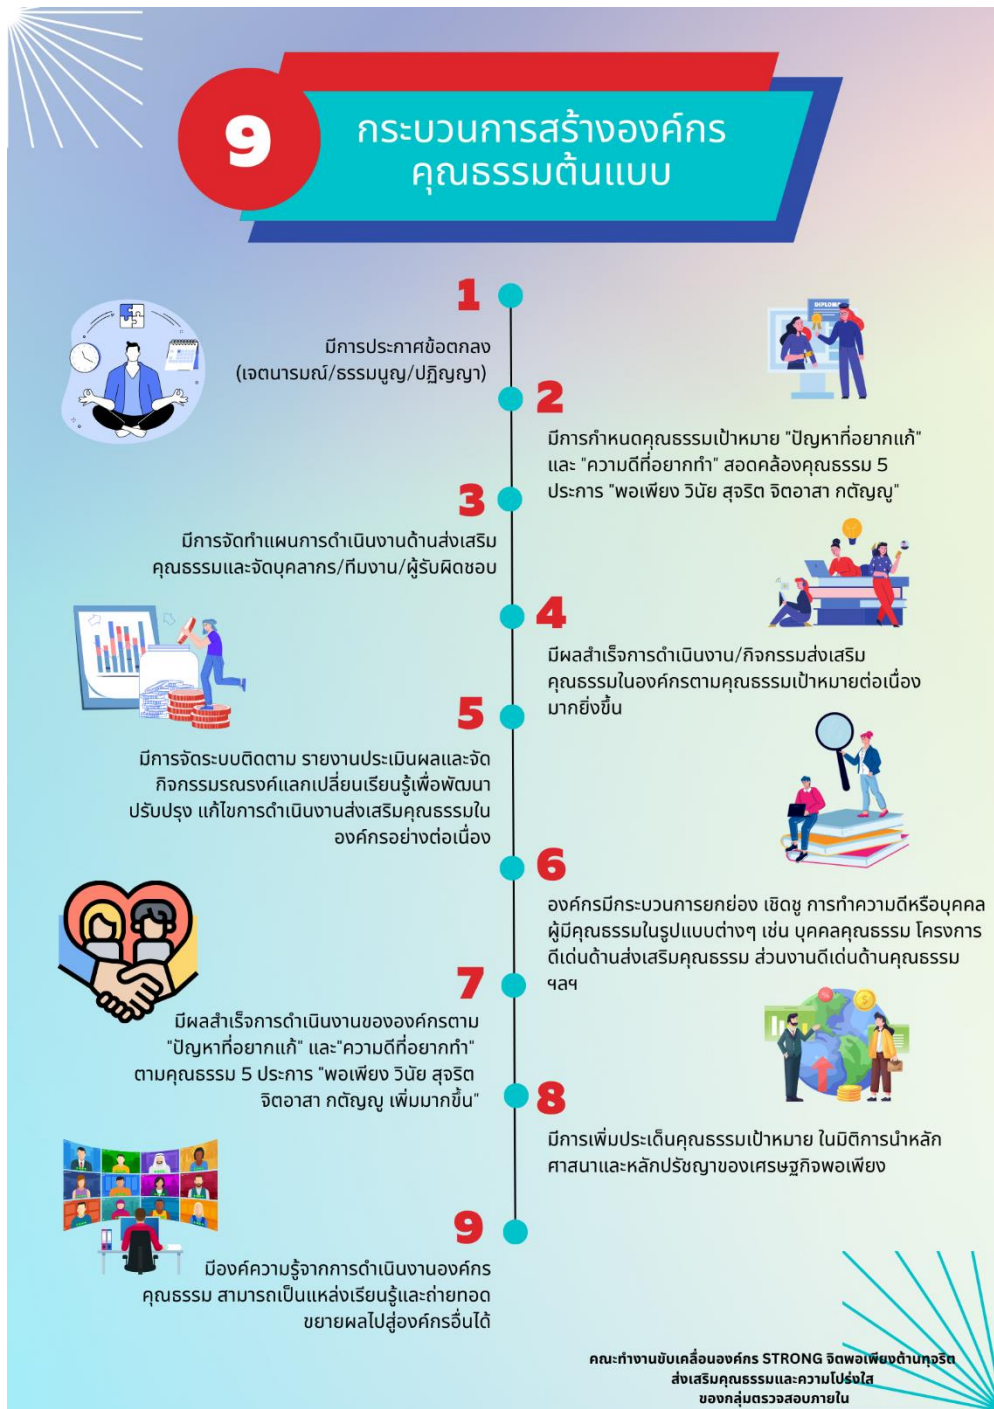 9
กระบวนการสร้างองค์กร
คุณธรรมต้นแบบ
1
มีการประกาศข้อตกลง
(เจตนารมณ์/ธรรมนูญ/ปฏิญญา)
DIPLOMA
2
มีการกำหนดคุณธรรมเป้าหมาย "ปัญหาที่อยากแก้"
และ "ความดีที่อยากทำ" สอดคล้องคุณธรรม 5
ประการ "พอเพียง วินัย สุจริต จิตอาสา กตัญญู"
3
มีการจัดทำแผนการดำเนินงานด้านส่งเสริม
คุณธรรมและจัดบุคลากร/ทีมงาน/ผู้รับผิดชอบ
4
มีผลสำเร็จการดำเนินงาน/กิจกรรมส่งเสริม
คุณธรรมในองค์กรตามคุณธรรมเป้าหมายต่อเนื่อง
มากยิ่งขึ้น
5
มีการจัดระบบติดตาม รายงานประเมินผลและจัด
กิจกรรมรณรงค์แลกเปลี่ยนเรียนรู้เพื่อพัฒนา
ปรับปรุง แก้ไขการดำเนินงานส่งเสริมคุณธรรมใน
องค์กรอย่างต่อเนื่อง
6
องค์กรมีกระบวนการยกย่อง เชิดชู การทำความดีหรือบุคคล
ผู้มีคุณธรรมในรูปแบบต่างๆ เช่น บุคคลคุณธรรม โครงการ
ดีเด่นด้านส่งเสริมคุณธรรม ส่วนงานดีเด่นด้านคุณธรรม
ฯลฯ
7
มีผลสำเร็จการดำเนินงานขององค์กรตาม
"ปัญหาที่อยากแก้" และ"ความดีที่อยากทำ"
ตามคุณธรรม 5 ประการ "พอเพียง วินัย สุจริต
จิตอาสา กตัญญู เพิ่มมากขึ้น"
8
มีการเพิ่มประเด็นคุณธรรมเป้าหมาย ในมิติการนำหลัก
ศาสนาและหลักปรัชญาของเศรษฐกิจพอเพียง
9
มีองค์ความรู้จากการดำเนินงานองค์กร
คุณธรรม สามารถเป็นแหล่งเรียนรู้และถ่ายทอด
ขยายผลไปสู่องค์กรอื่นได้
คณะทำงานขับเคลื่อนองค์กร STRONG จิตพอเพียงต้านทุจริต
ส่งเสริมคุณธรรมและความโปร่งใส
ของกลุ่มตรวจสอบภายใน